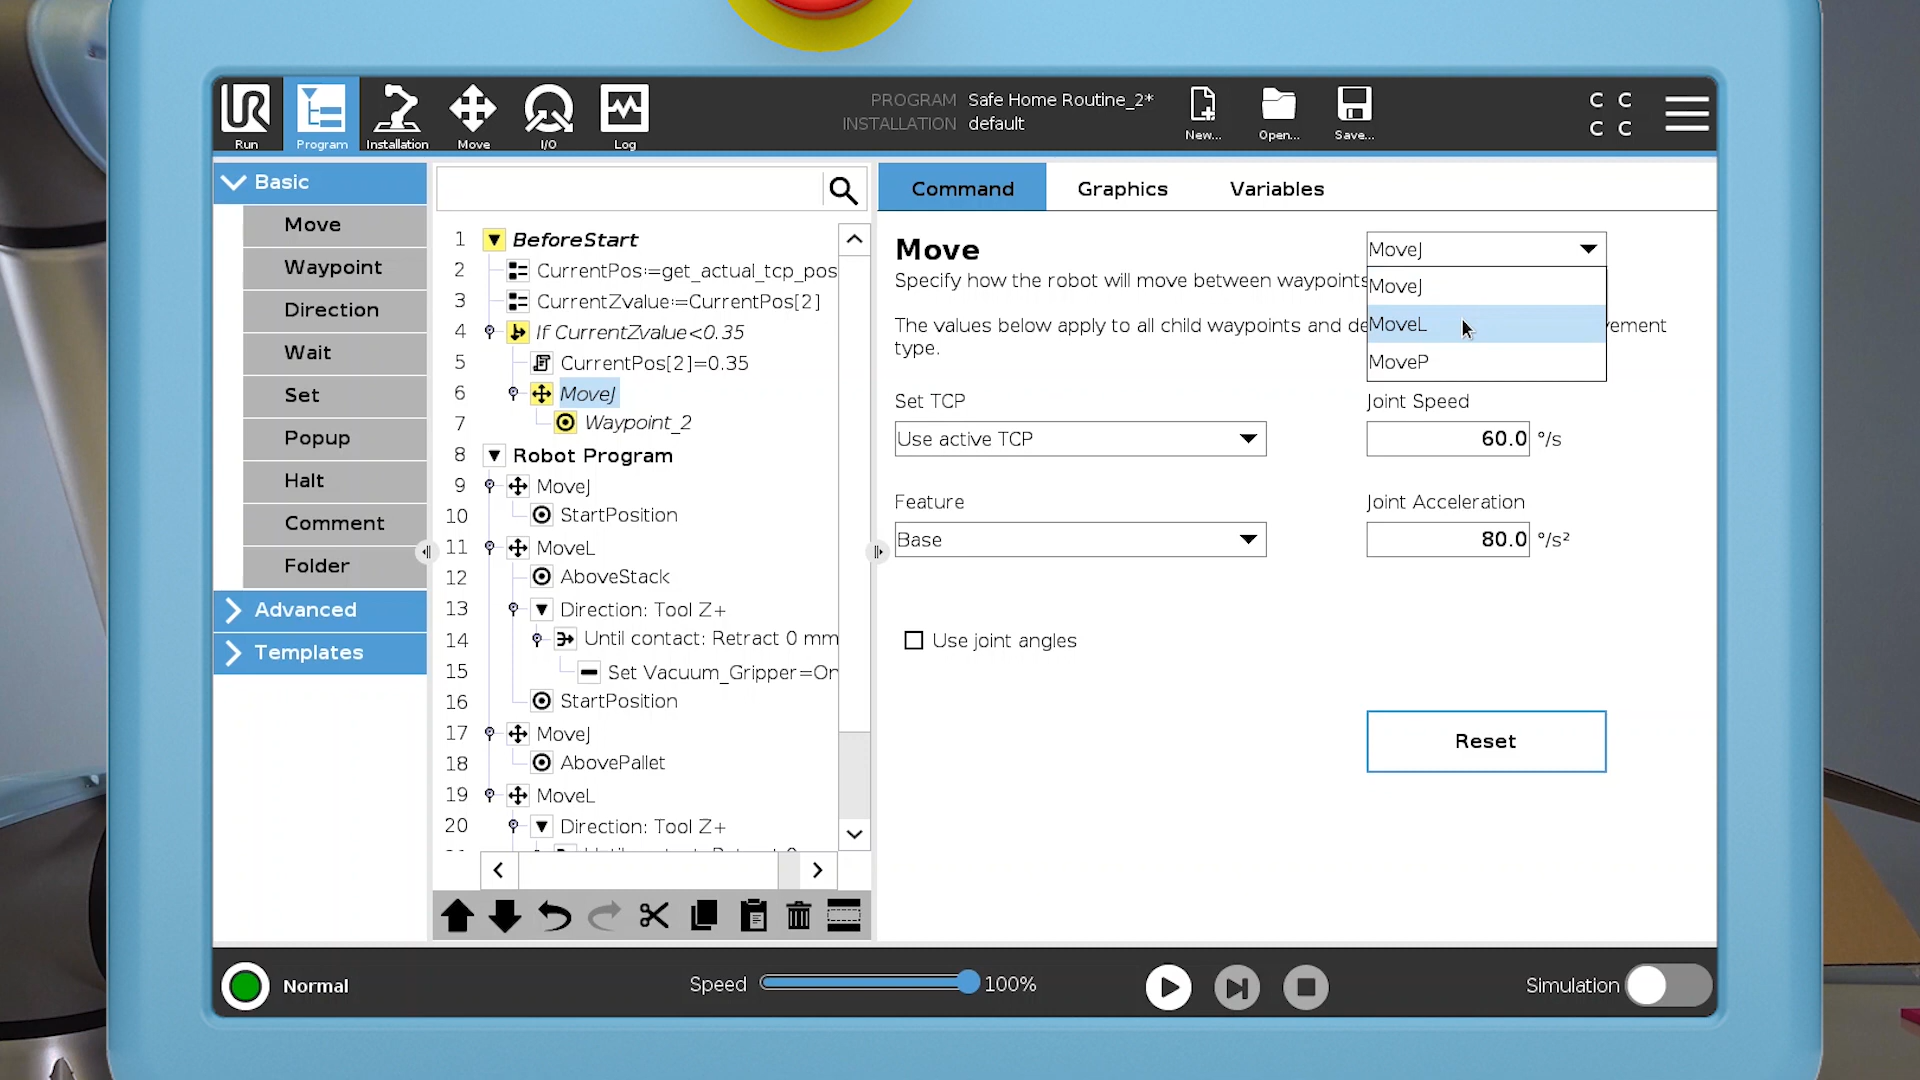 UR
PROGRAM Safe Home Routine_2*
INSTALLATION default
C C
C C
Run Program Installation Move I/O Log New... Open... Save...
Basic
Move
Waypoint
Direction
Wait
Set
Popup
Halt
Comment
Folder
Advanced
Templates
1 BeforeStart
2 CurrentPos:=get_actual_tcp_pos
3 CurrentZvalue:=CurrentPos[2]
4 If CurrentZvalue<0.35
5 CurrentPos[2]=0.35
6 MoveJ
7 Waypoint_2
8 Robot Program
9 MoveJ
10 StartPosition
11 MoveL
12 AboveStack
13 Direction: Tool Z+
14 Until contact: Retract 0 mm
15 Set Vacuum_Gripper=On
16 StartPosition
17 MoveJ
18 AbovePallet
19 MoveL
20 Direction: Tool Z+
Command Graphics Variables
Move
MoveJ
MoveJ
MoveL
MoveP
Specify how the robot will move between waypoints
The values below apply to all child waypoints and
type.
Set TCP
Use active TCP
Joint Speed
60.0 °/s
Feature
Base
Joint Acceleration
80.0 °/s²
Use joint angles
Reset
Normal
Speed 100%
Simulation